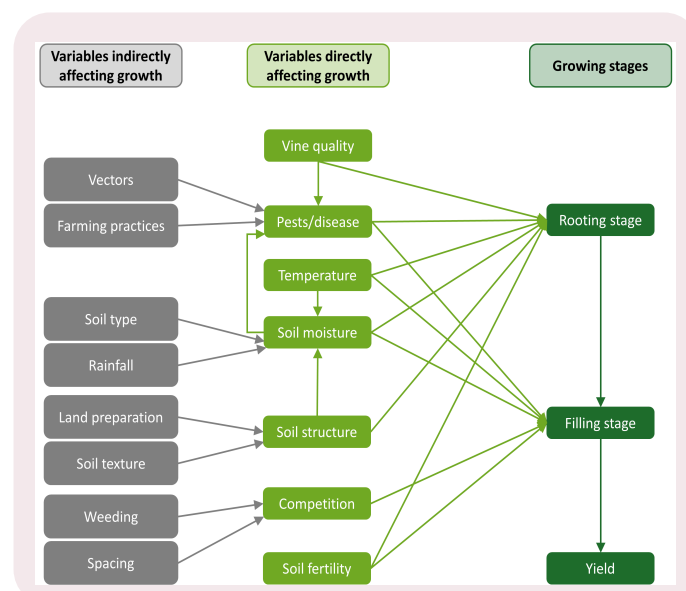 Variables indirectly
affecting growth
Variables directly
affecting growth
Growing stages
Vine quality
Vectors
Farming practices
Pests/disease
Rooting stage
Temperature
Soil type
Soil moisture
Rainfall
Land preparation
Soil structure
Filling stage
Soil texture
Competition
Weeding
Spacing
Soil fertility
Yield